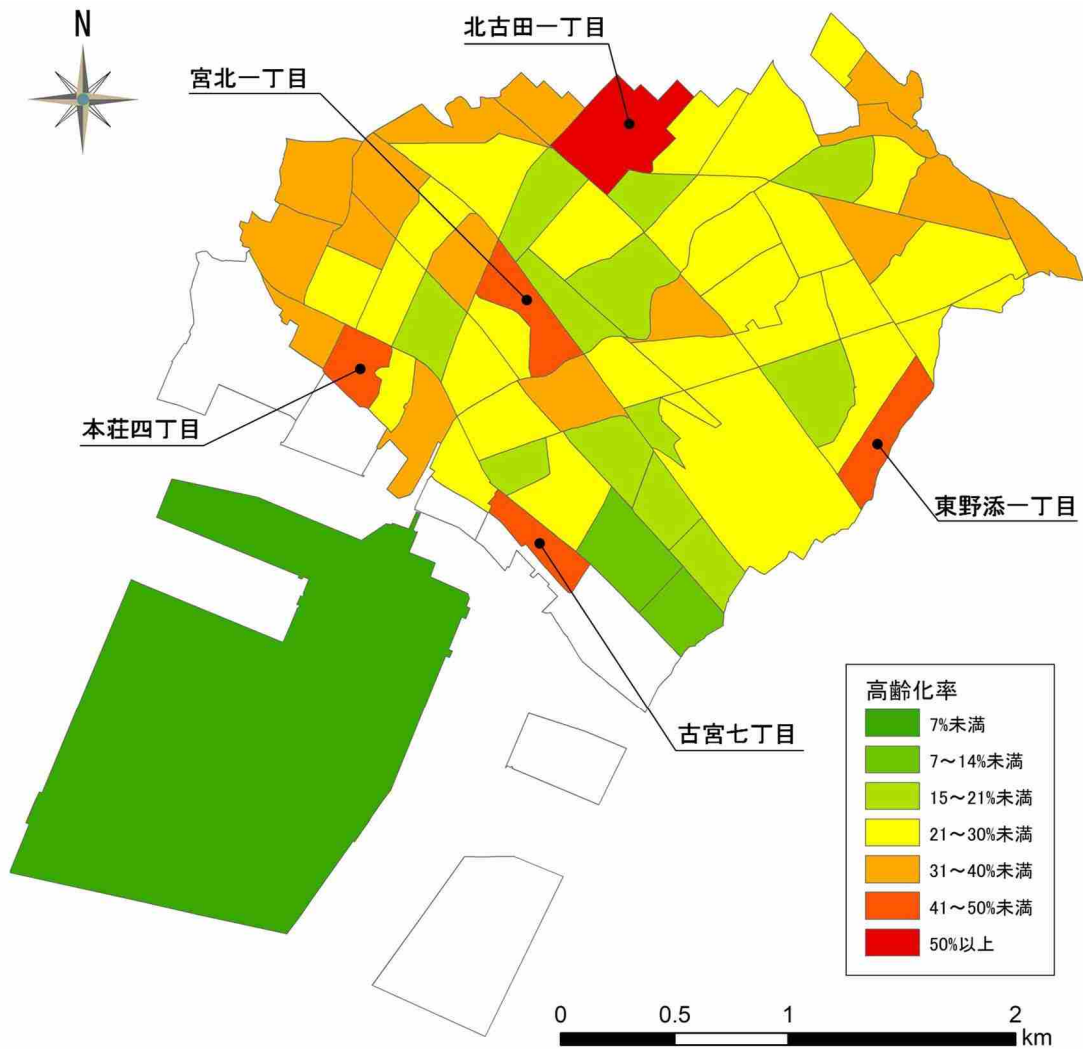 N
北古田一丁目
宮北一丁目
本荘四丁目
東野添一丁目
古宮七丁目
高齢化率
7%未満
7~14%未満
15~21%未満
21~30%未満
31~40%未満
41~50%未満
50%以上
0 0.5 1 2
km